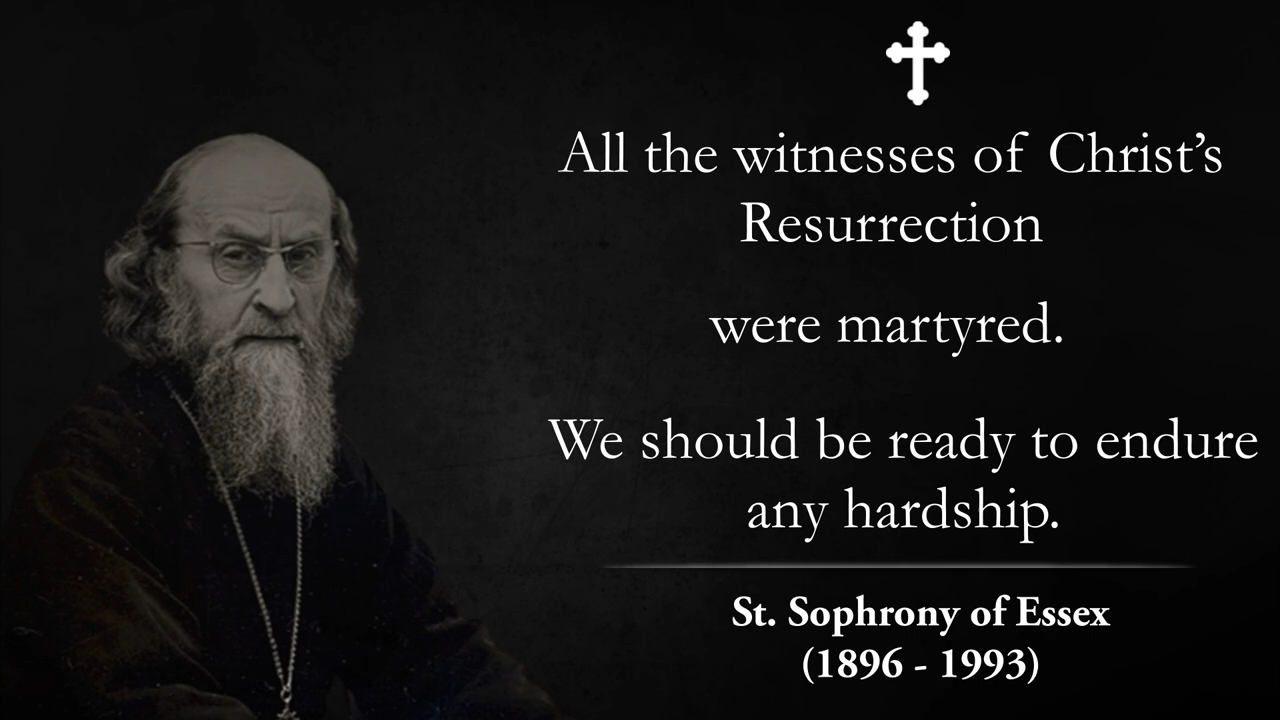 All the witnesses of Christ’s
Resurrection
were martyred.
We should be ready to endure
any hardship.
St. Sophrony of Essex
(1896 - 1993)